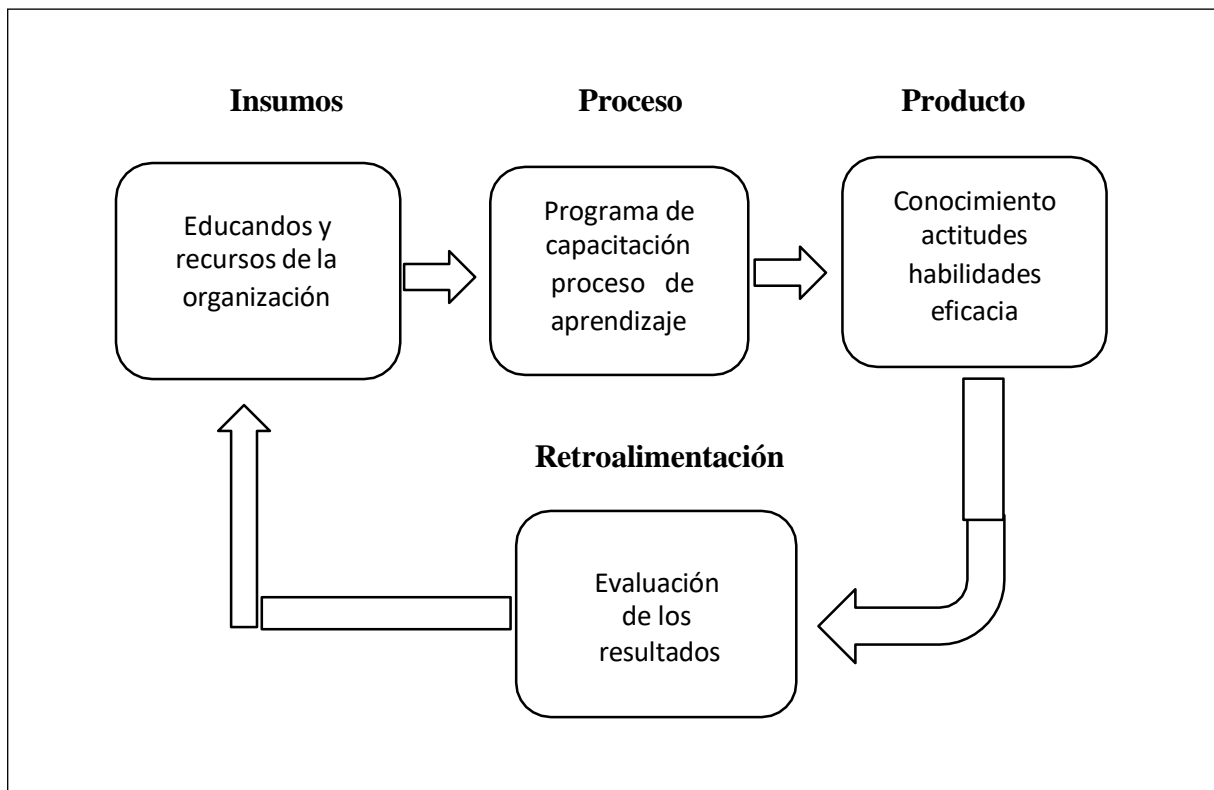 Insumos
Proceso
Producto
Educandos y
recursos de la
organización
Programa de
capacitación
proceso de
aprendizaje
Conocimiento
actitudes
habilidades
eficacia
Retroalimentación
Evaluación
de los
resultados